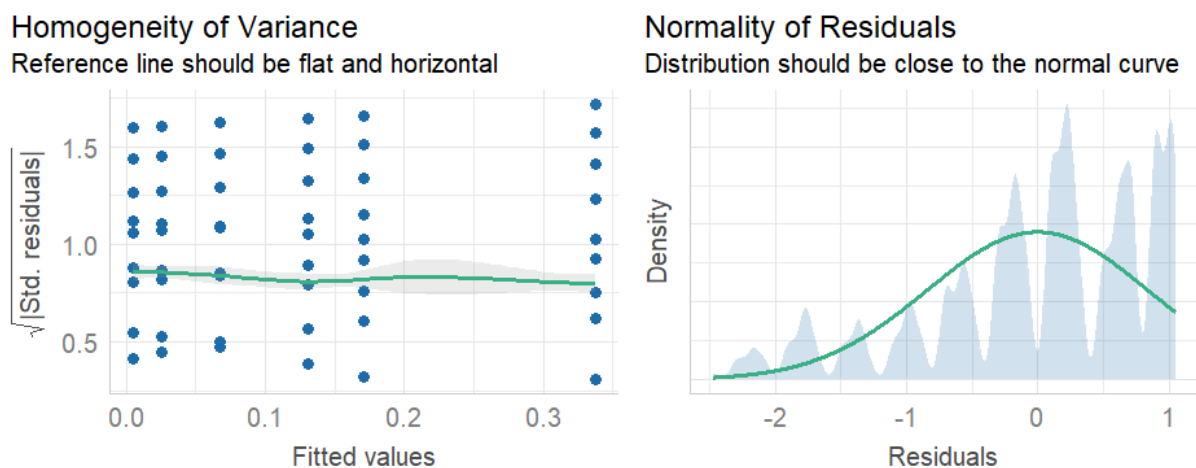 Homogeneity of Variance
Reference line should be flat and horizontal
1.5
1.0
0.5
√|Std. residuals|
0.0 0.1 0.2 0.3
Fitted values
Normality of Residuals
Distribution should be close to the normal curve
Density
-2 -1 0 1
Residuals